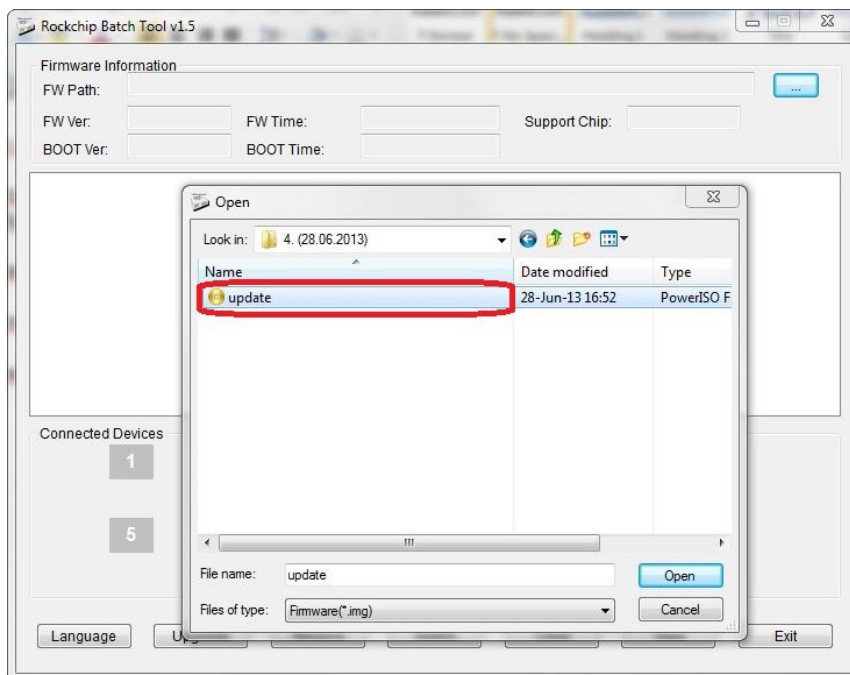 Rockchip Batch Tool v1.5
Firmware Information
FW Path:
...
FW Ver:
FW Time:
Support Chip:
BOOT Ver:
BOOT Time:
Open
Look in: 4. (28.06.2013)
Name Date modified Type
update 28-Jun-13 16:52 PowerISO F
Connected Devices
1
5
File name: update Open
Files of type: Firmware(*.img) Cancel
Language
Exit